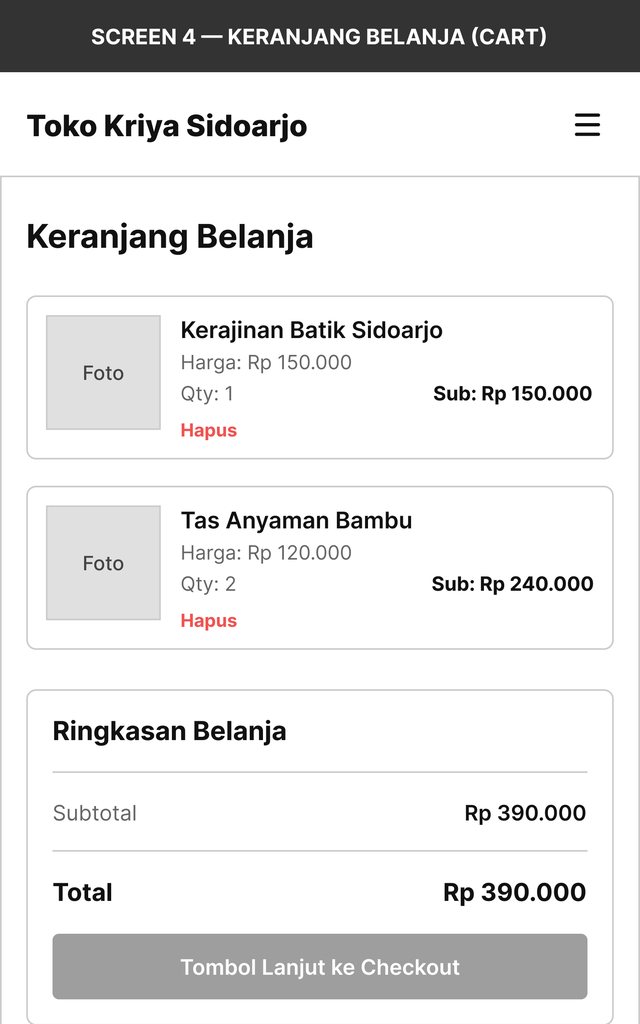 SCREEN 4 — KERANJANG BELANJA (CART)
Toko Kriya Sidoarjo
Keranjang Belanja
Foto
Kerajinan Batik Sidoarjo
Harga: Rp 150.000
Qty: 1
Sub: Rp 150.000
Hapus
Foto
Tas Anyaman Bambu
Harga: Rp 120.000
Qty: 2
Sub: Rp 240.000
Hapus
Ringkasan Belanja
Subtotal
Rp 390.000
Total
Rp 390.000
Tombol Lanjut ke Checkout